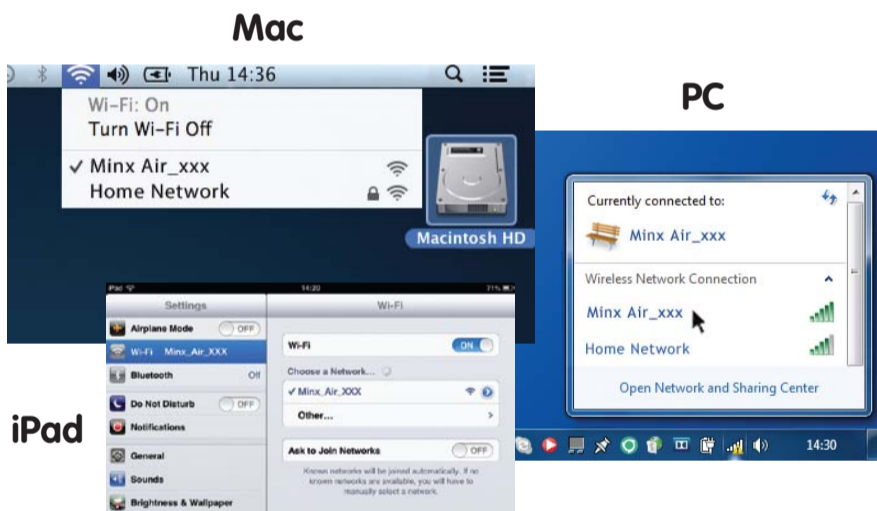 Mac
Thu 14:36
Wi-Fi: On
Turn Wi-Fi Off
✓ Minx Air_xxx
Home Network
Macintosh HD
PC
Currently connected to:
Minx Air_xxx
Wireless Network Connection
Minx Air_xxx
Home Network
Open Network and Sharing Center
14:30
iPad
iPad 14:20 71%
Settings
Airplane Mode OFF
Wi-Fi Minx_Air_XXX
Bluetooth Off
Do Not Disturb OFF
Notifications
General
Sounds
Brightness & Wallpaper
Wi-Fi
Wi-Fi ON
Choose a Network...
✓ Minx_Air_XXX
Other...
Ask to Join Networks OFF
Known networks will be joined automatically. If no
known networks are available, you will have to
manually select a network.